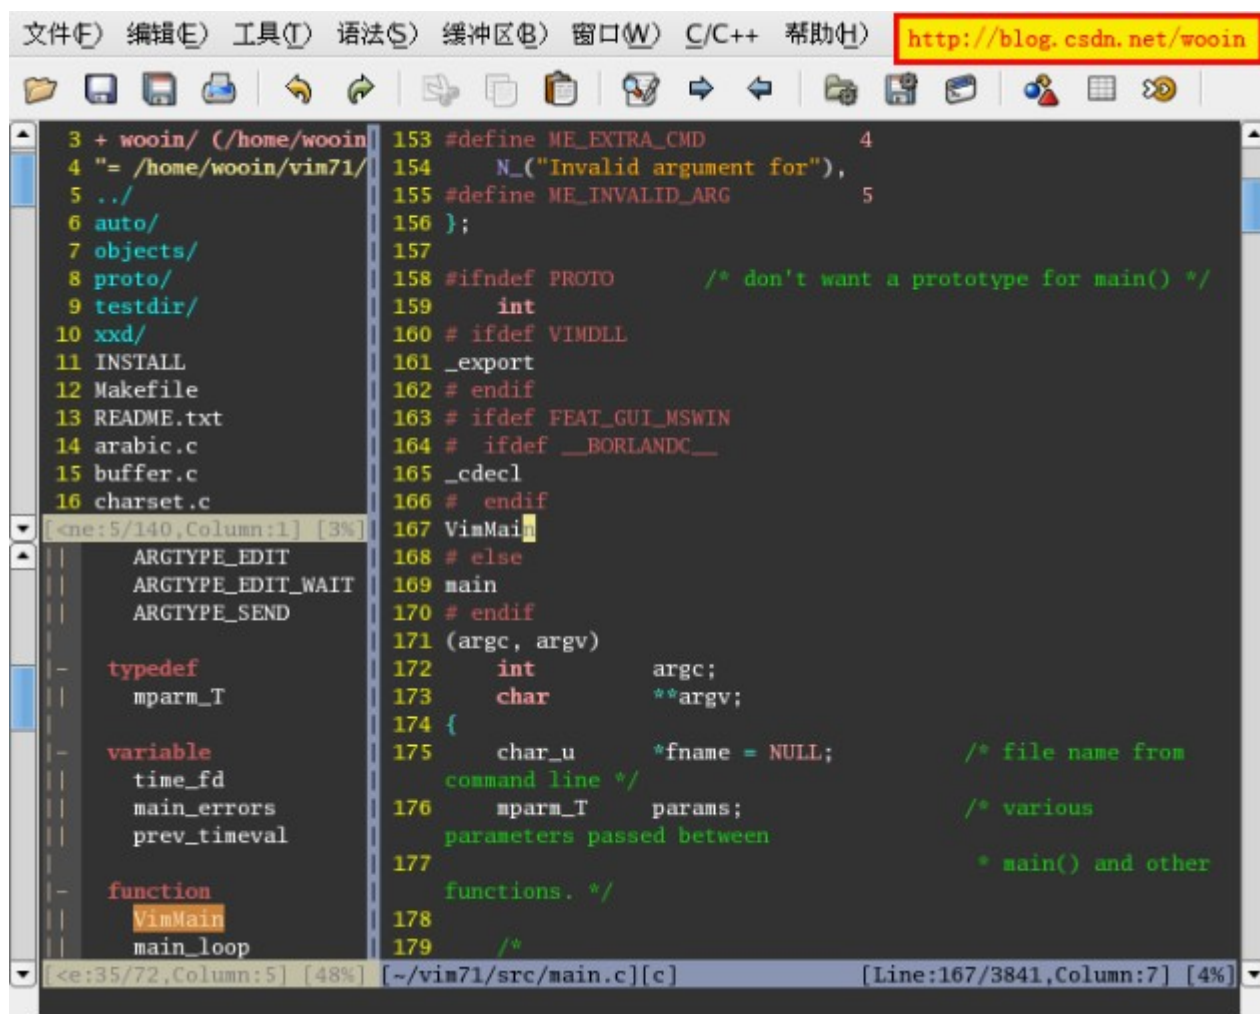 文件(F) 编辑(E) 工具(T) 语法(S) 缓冲区(B) 窗口(W) C/C++ 帮助(H)
http://blog.csdn.net/wooin
3 + wooin/ (/home/wooin
4 "= /home/wooin/vim71/
5 ../
6 auto/
7 objects/
8 proto/
9 testdir/
10 xxd/
11 INSTALL
12 Makefile
13 README.txt
14 arabic.c
15 buffer.c
16 charset.c
[<ne:5/140,Column:1] [3%]
|| ARGTYPE_EDIT
|| ARGTYPE_EDIT_WAIT
|| ARGTYPE_SEND
|
|- typedef
|| mparm_T
|
|- variable
|| time_fd
|| main_errors
|| prev_timeval
|
|- function
|| VimMain
|| main_loop
[<e:35/72,Column:5] [48%]
153 #define ME_EXTRA_CMD 4
154 N_("Invalid argument for"),
155 #define ME_INVALID_ARG 5
156 };
157
158 #ifndef PROTO /* don't want a prototype for main() */
159 int
160 # ifdef VIMDLL
161 _export
162 # endif
163 # ifdef FEAT_GUI_MSWIN
164 #  ifdef __BORLANDC__
165 _cdecl
166 #  endif
167 VimMain
168 # else
169 main
170 # endif
171 (argc, argv)
172 int argc;
173 char **argv;
174 {
175 char_u *fname = NULL; /* file name from
command line */
176 mparm_T params; /* various
parameters passed between
177 * main() and other
functions. */
178
179 /*
[~/vim71/src/main.c][c] [Line:167/3841,Column:7] [4%]